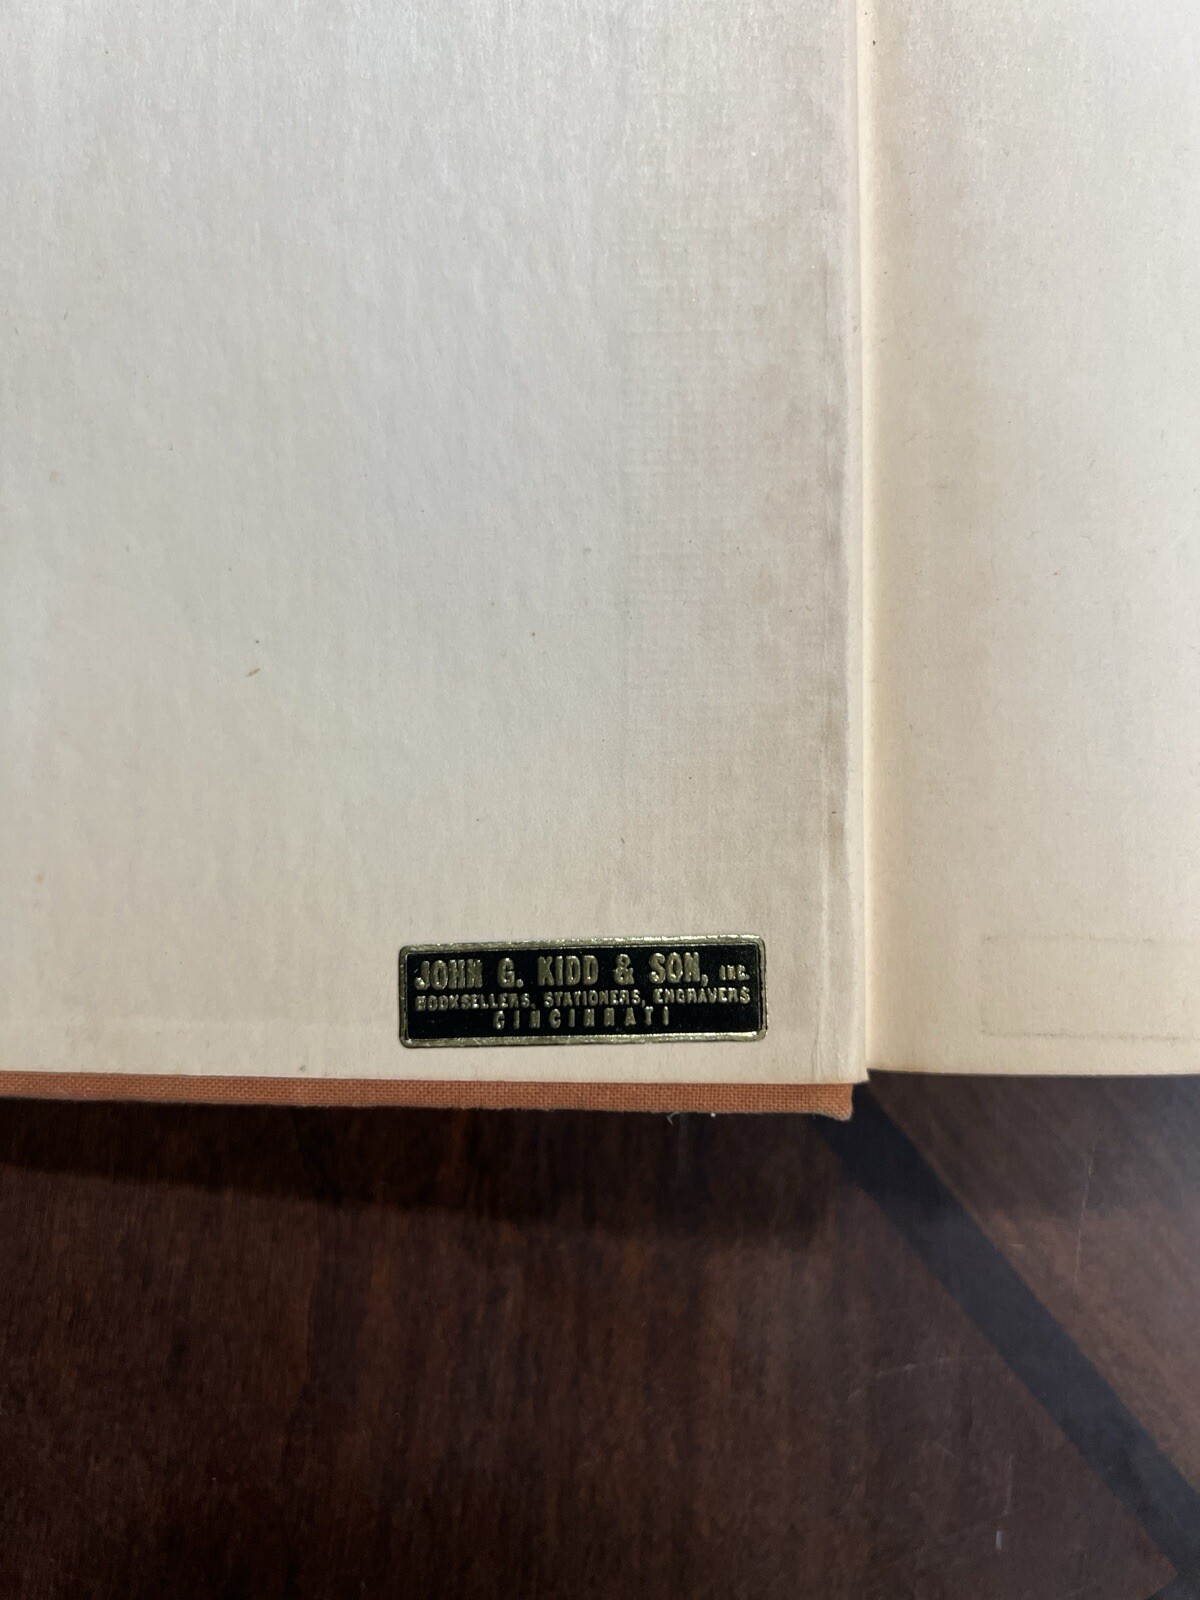 JOHN G. KIDD & SON, INC.
BOOKSELLERS, STATIONERS, ENGRAVERS
CINCINNATI